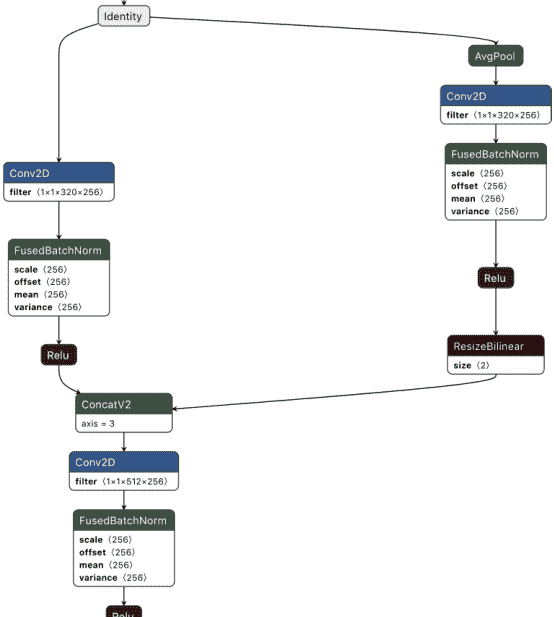 Identity
AvgPool
Conv2D
filter ⟨1×1×320×256⟩
FusedBatchNorm
scale ⟨256⟩
offset ⟨256⟩
mean ⟨256⟩
variance ⟨256⟩
Relu
ResizeBilinear
size ⟨2⟩
Conv2D
filter ⟨1×1×320×256⟩
FusedBatchNorm
scale ⟨256⟩
offset ⟨256⟩
mean ⟨256⟩
variance ⟨256⟩
Relu
ConcatV2
axis = 3
Conv2D
filter ⟨1×1×512×256⟩
FusedBatchNorm
scale ⟨256⟩
offset ⟨256⟩
mean ⟨256⟩
variance ⟨256⟩
Relu